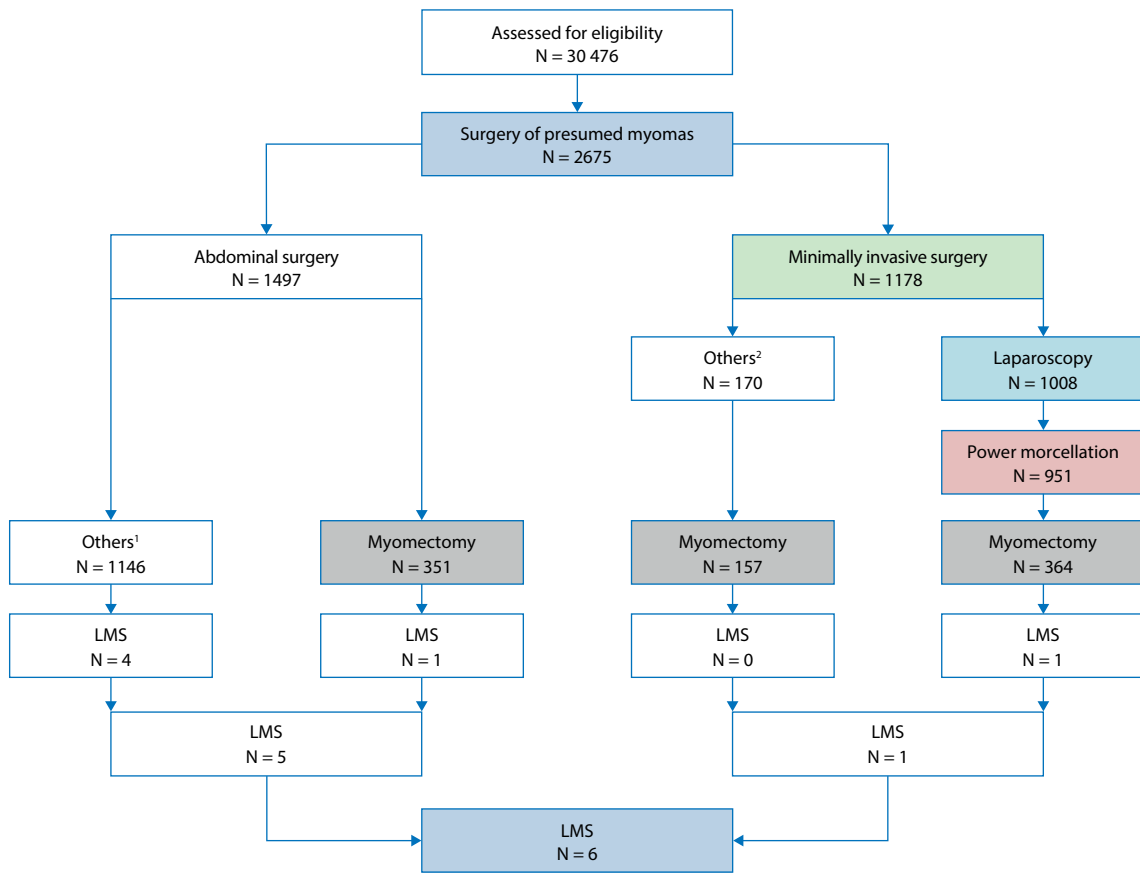 Assessed for eligibility
N = 30 476
Surgery of presumed myomas
N = 2675
Abdominal surgery
N = 1497
Minimally invasive surgery
N = 1178
Others²
N = 170
Laparoscopy
N = 1008
Power morcellation
N = 951
Others¹
N = 1146
Myomectomy
N = 351
Myomectomy
N = 157
Myomectomy
N = 364
LMS
N = 4
LMS
N = 1
LMS
N = 0
LMS
N = 1
LMS
N = 5
LMS
N = 1
LMS
N = 6